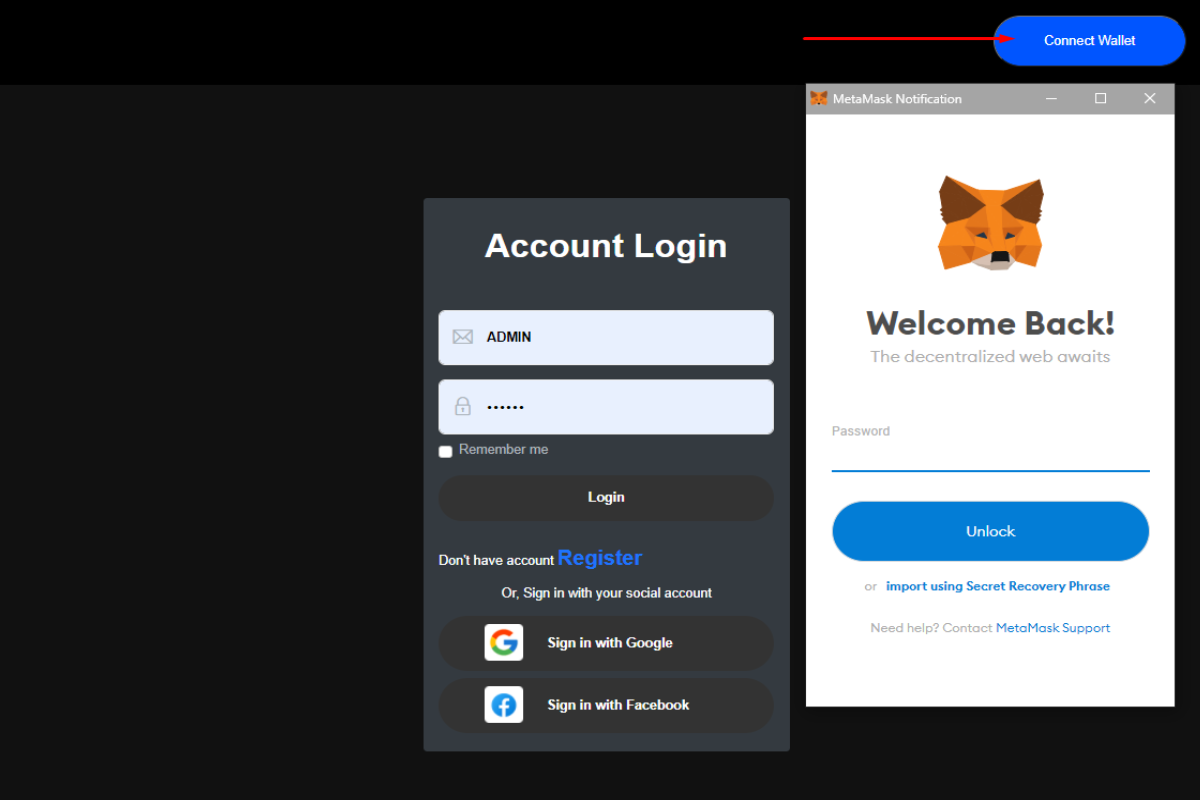 Connect Wallet
MetaMask Notification
Account Login
ADMIN
••••••
Remember me
Login
Don't have account Register
Or, Sign in with your social account
Sign in with Google
Sign in with Facebook
Welcome Back!
The decentralized web awaits
Password
Unlock
or import using Secret Recovery Phrase
Need help? Contact MetaMask Support